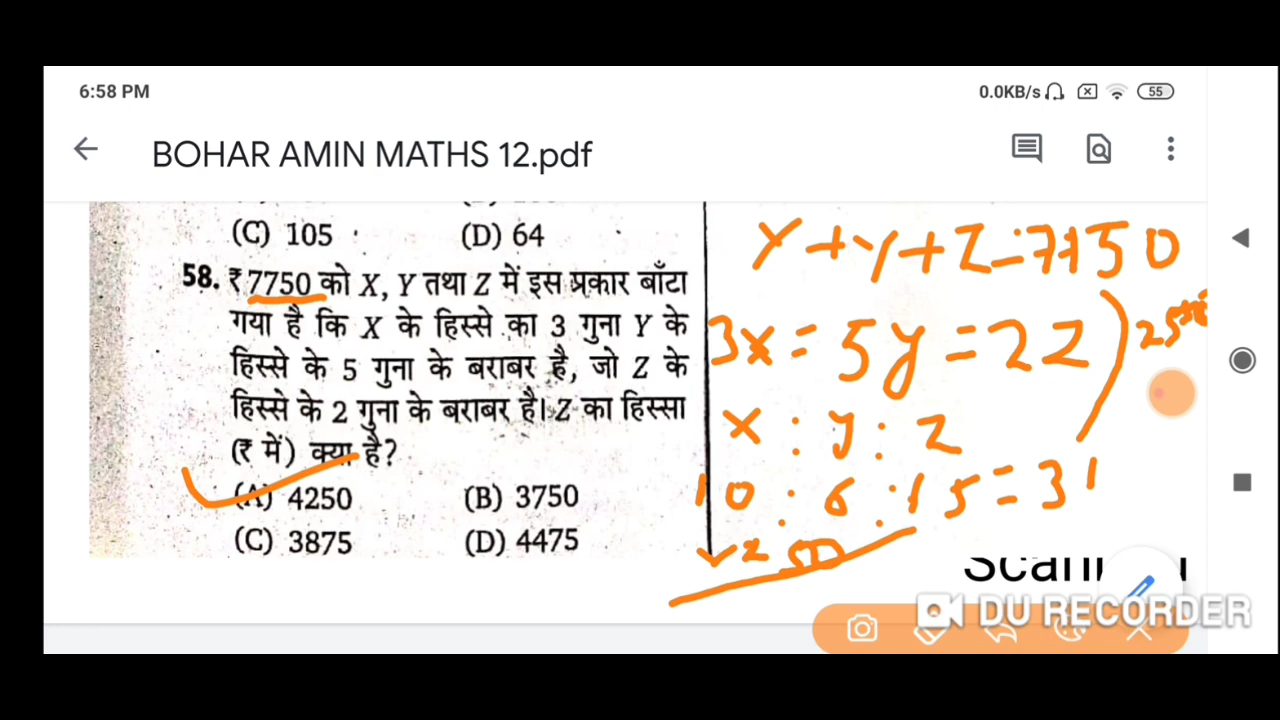 6:58 PM
0.0KB/s
55
BOHAR AMIN MATHS 12.pdf
(C) 105
(D) 64
58. ₹7750 को X, Y तथा Z में इस प्रकार बाँटा
गया है कि X के हिस्से का 3 गुना Y के
हिस्से के 5 गुना के बराबर है, जो Z के
हिस्से के 2 गुना के बराबर है। Z का हिस्सा
(₹ में) क्या है?
(A) 4250
(B) 3750
(C) 3875
(D) 4475
X+Y+Z=7750
3x = 5y = 2Z
x : y : z
10 : 6 : 15 = 31
DU RECORDER